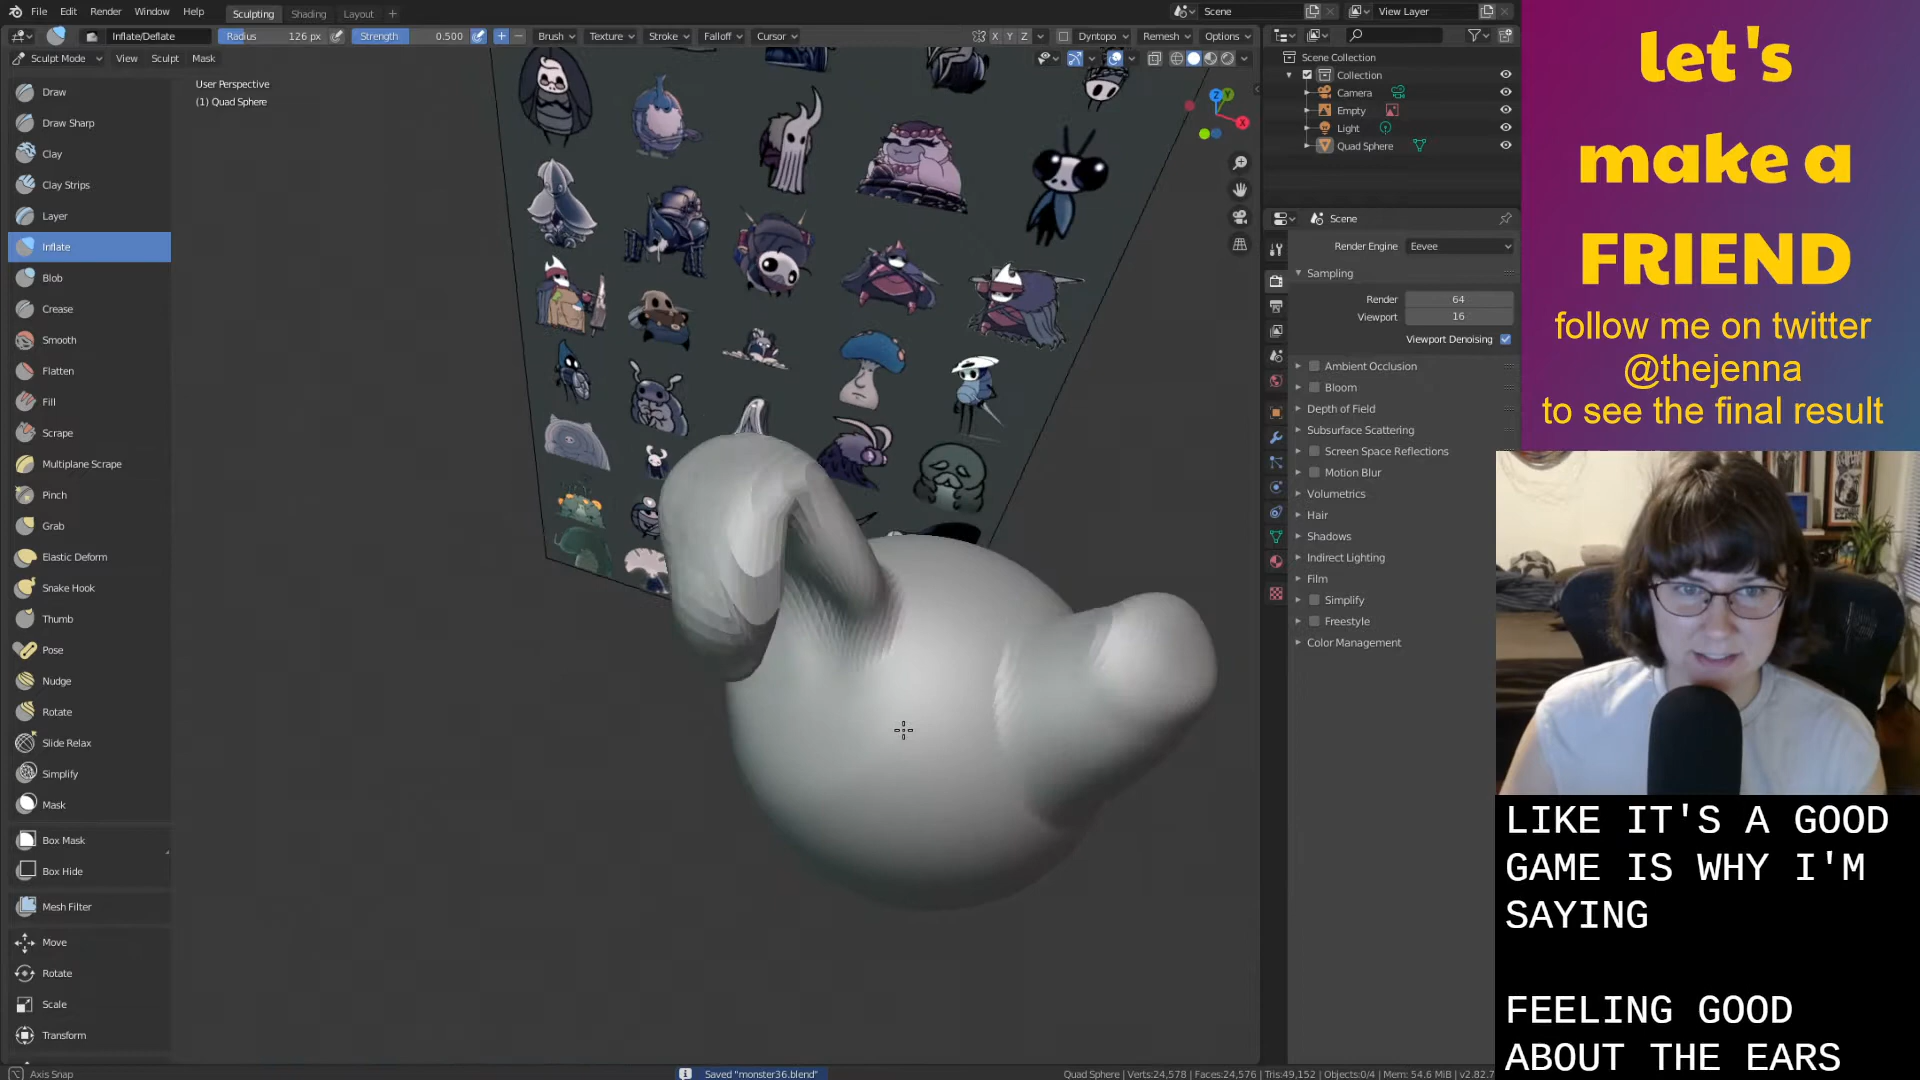 File Edit Render Window Help Sculpting Shading Layout + Scene View Layer
Inflate/Deflate Radius 126 px Strength 0.500 Brush Texture Stroke Falloff Cursor X Y Z Dyntopo Remesh Options
Sculpt Mode View Sculpt Mask
User Perspective
(1) Quad Sphere
Draw
Draw Sharp
Clay
Clay Strips
Layer
Inflate
Blob
Crease
Smooth
Flatten
Fill
Scrape
Multiplane Scrape
Pinch
Grab
Elastic Deform
Snake Hook
Thumb
Pose
Nudge
Rotate
Slide Relax
Simplify
Mask
Box Mask
Box Hide
Mesh Filter
Move
Rotate
Scale
Transform
Z Y X
Scene Collection
Collection
Camera
Empty
Light
Quad Sphere
Scene
Render Engine Eevee
Sampling
Render 64
Viewport 16
Viewport Denoising
Ambient Occlusion
Bloom
Depth of Field
Subsurface Scattering
Screen Space Reflections
Motion Blur
Volumetrics
Hair
Shadows
Indirect Lighting
Film
Simplify
Freestyle
Color Management
let's
make a
FRIEND
follow me on twitter
@thejenna
to see the final result
LIKE IT'S A GOOD
GAME IS WHY I'M
SAYING
FEELING GOOD
ABOUT THE EARS
Axis Snap Saved "monster36.blend" Quad Sphere | Verts:24,578 | Faces:24,576 | Tris:49,152 | Objects:0/4 | Mem: 54.6 MiB | v2.82.7